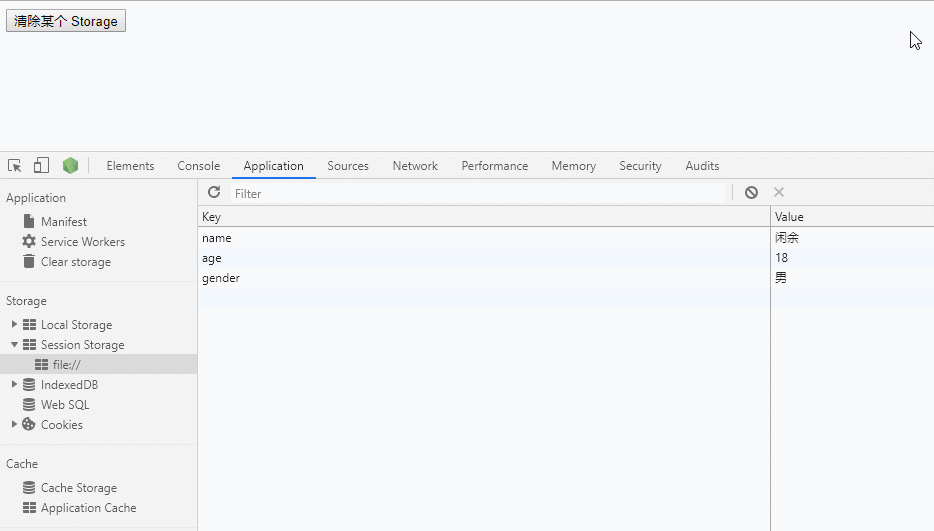 清除某个 Storage
Elements Console Application Sources Network Performance Memory Security Audits
Application
Manifest
Service Workers
Clear storage
Storage
Local Storage
Session Storage
file://
IndexedDB
Web SQL
Cookies
Cache
Cache Storage
Application Cache
Filter
Key Value
name 闲余
age 18
gender 男